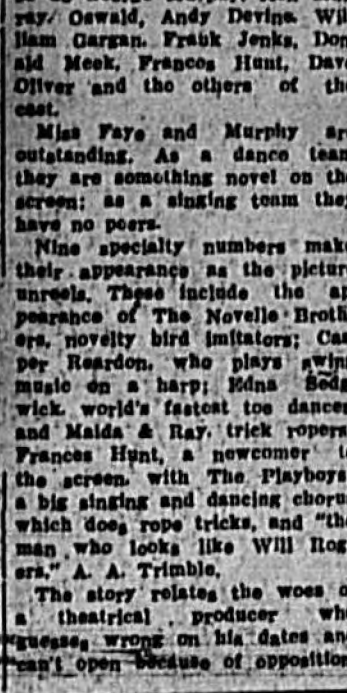 ray Oswald, Andy Devine, Wil-
liam Gargan, Frank Jenks, Don
ald Meek, Frances Hunt, Dave
Oliver and the others of the
cast.
Miss Faye and Murphy are
outstanding. As a dance team
they are something novel on the
screen; as a singing team they
have no peers.
Nine specialty numbers make
their appearance as the picture
unreels. These include the ap
pearance of The Novelle Broth
ers, novelty bird imitators; Cas
per Reardon, who plays swing
music on a harp; Edna Sedg
wick, world's fastest toe dancer
and Maida & Ray, trick ropers.
Frances Hunt, a newcomer to
the screen, with The Playboys,
a big singing and dancing chorus
which does rope tricks, and "the
man who looks like Will Rog-
ers," A. A. Trimble.
The story relates the woes of
a theatrical producer who
guesses wrong on his dates and
can't open because of opposition